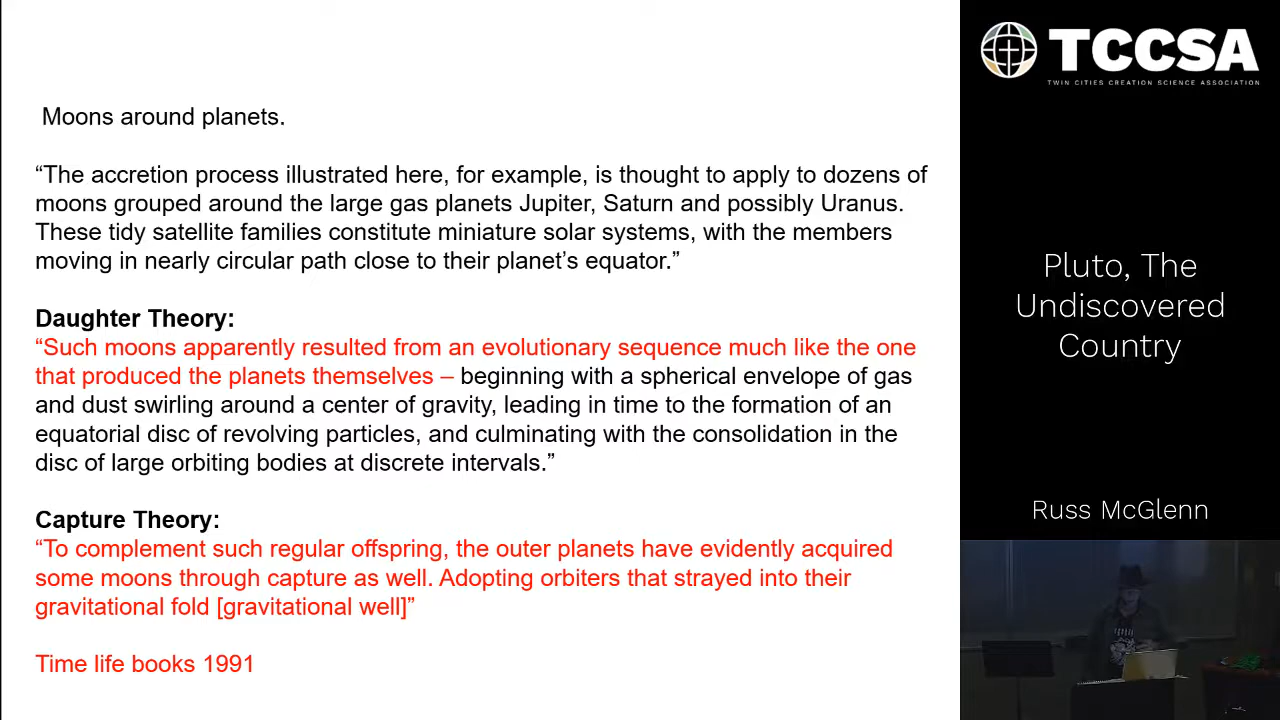 Moons around planets.
“The accretion process illustrated here, for example, is thought to apply to dozens of
moons grouped around the large gas planets Jupiter, Saturn and possibly Uranus.
These tidy satellite families constitute miniature solar systems, with the members
moving in nearly circular path close to their planet’s equator.”
Daughter Theory:
“Such moons apparently resulted from an evolutionary sequence much like the one
that produced the planets themselves – beginning with a spherical envelope of gas
and dust swirling around a center of gravity, leading in time to the formation of an
equatorial disc of revolving particles, and culminating with the consolidation in the
disc of large orbiting bodies at discrete intervals.”
Capture Theory:
“To complement such regular offspring, the outer planets have evidently acquired
some moons through capture as well. Adopting orbiters that strayed into their
gravitational fold [gravitational well]”
Time life books 1991
TCCSA
TWIN CITIES CREATION SCIENCE ASSOCIATION
Pluto, The
Undiscovered
Country
Russ McGlenn